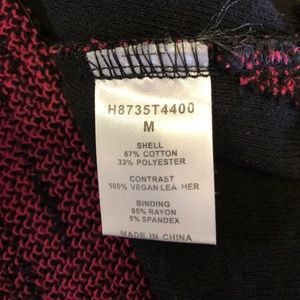 H8735T4400
M
SHELL
67% COTTON
33% POLYESTER
CONTRAST
100% VEGAN LEA HER
BINDING
95% RAYON
5% SPANDEX
MADE IN CHINA